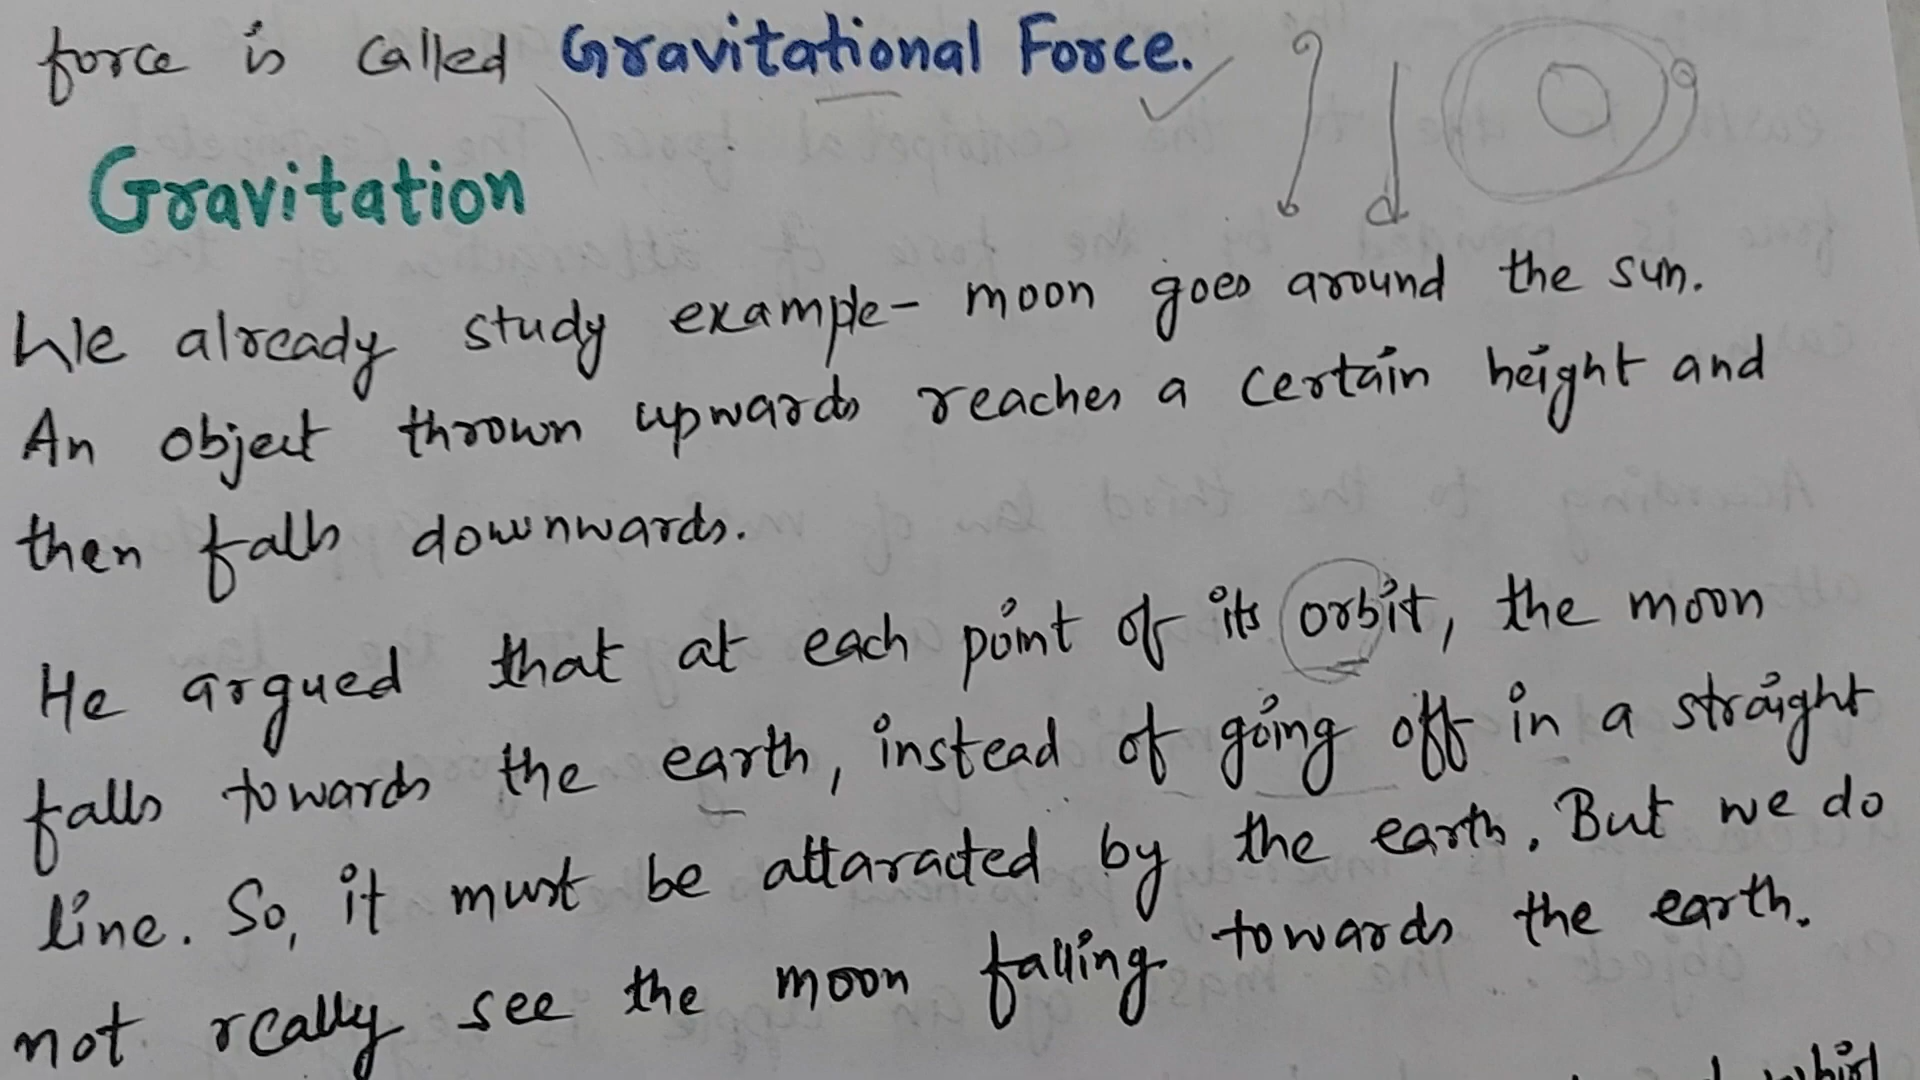 force is called Gravitational Force.
Gravitation
We already study example- moon goes around the sun.
An object thrown upwards reaches a certain height and
then falls downwards.
He argued that at each point of its orbit, the moon
falls towards the earth, instead of going off in a straight
line. So, it must be attaracted by the earth. But we do
not really see the moon falling towards the earth.